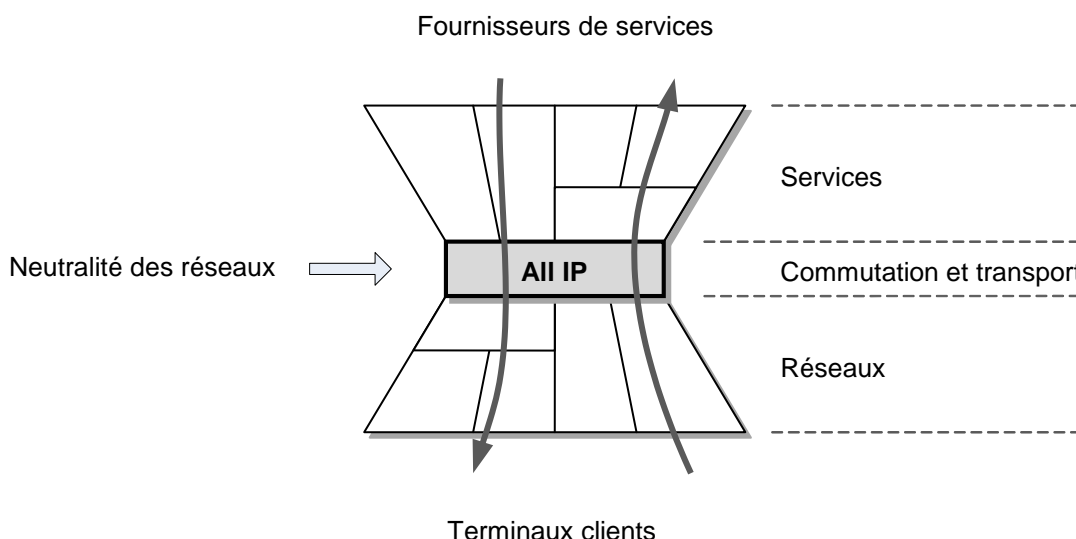 Fournisseurs de services
Services
Neutralité des réseaux
All IP
Commutation et transport
Réseaux
Terminaux clients